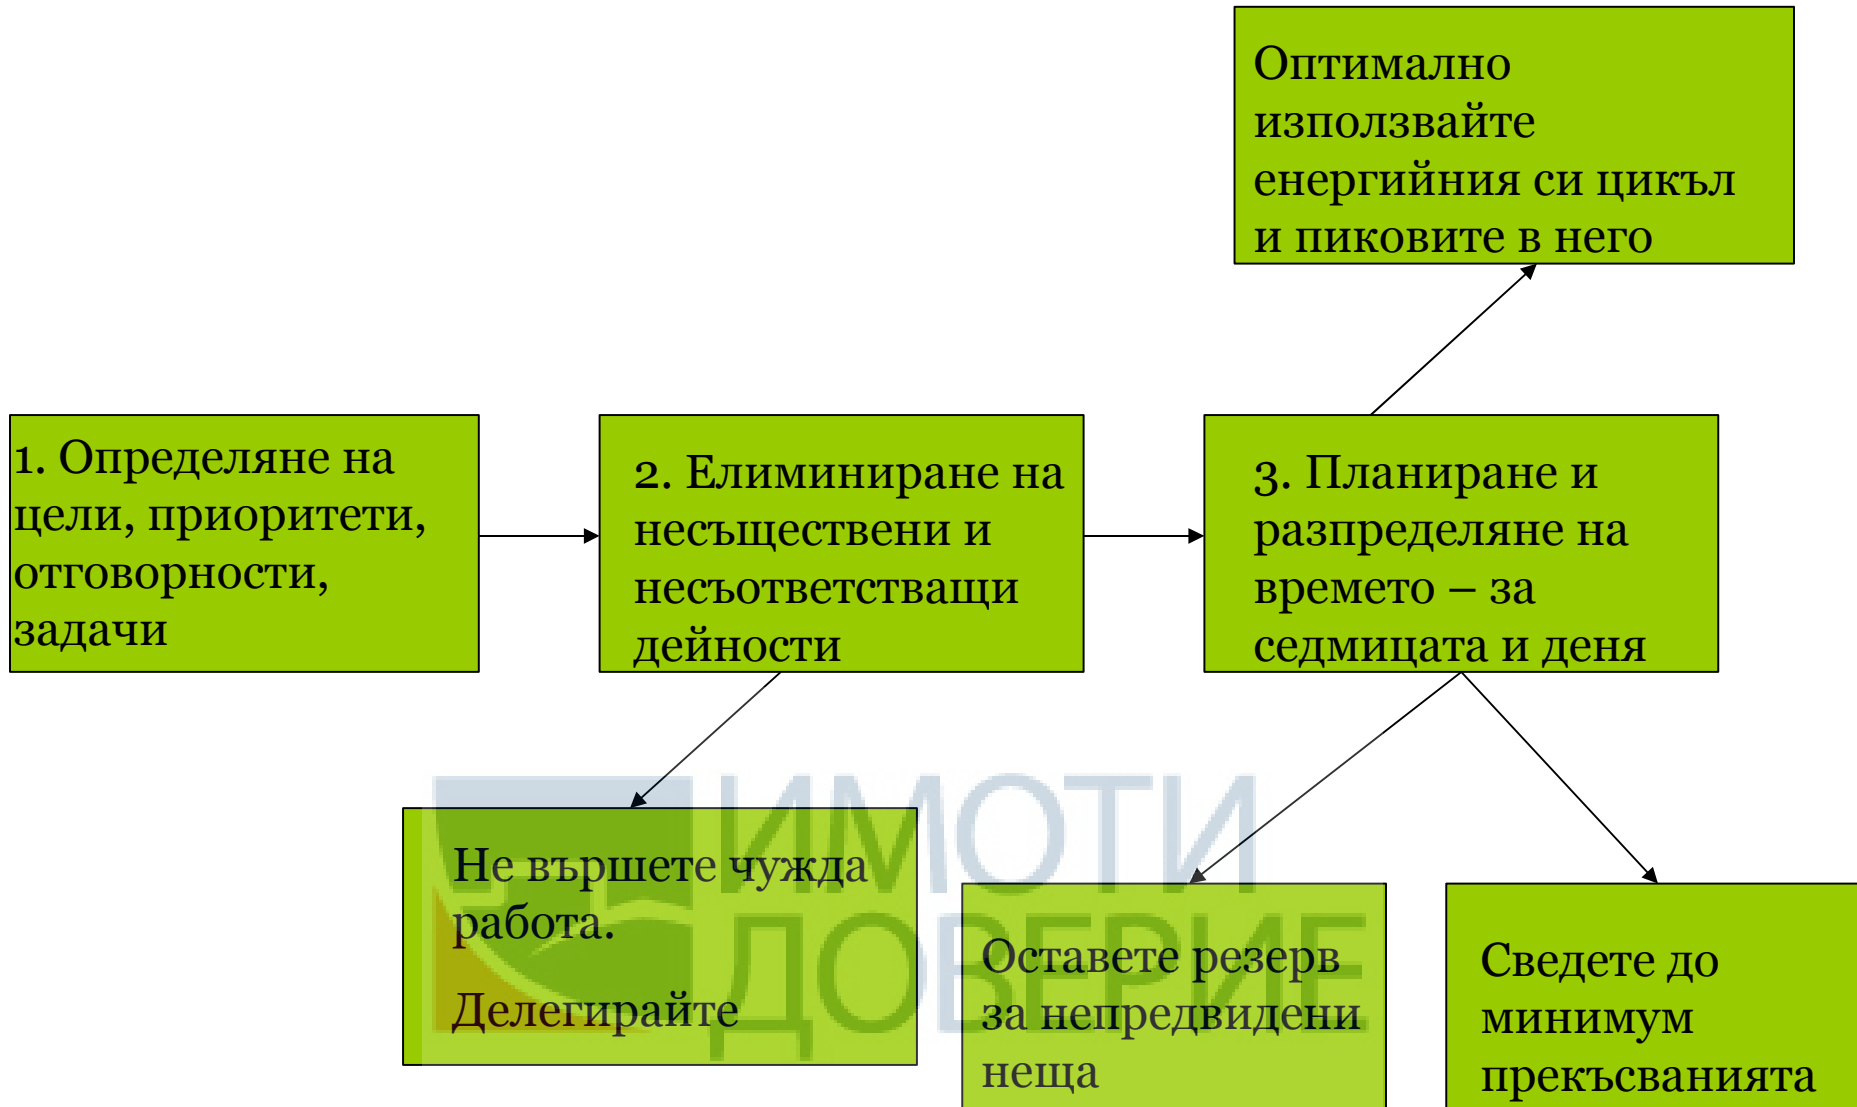 Оптимално
използвайте
енергийния си цикъл
и пиковите в него
1. Определяне на
цели, приоритети,
отговорности,
задачи
2. Елиминиране на
несъществени и
несъответстващи
дейности
3. Планиране и
разпределяне на
времето – за
седмицата и деня
Не вършете чужда
работа.
Делегирайте
Оставете резерв
за непредвидени
неща
Сведете до
минимум
прекъсванията
ИМОТИ
ДОВЕРИЕ